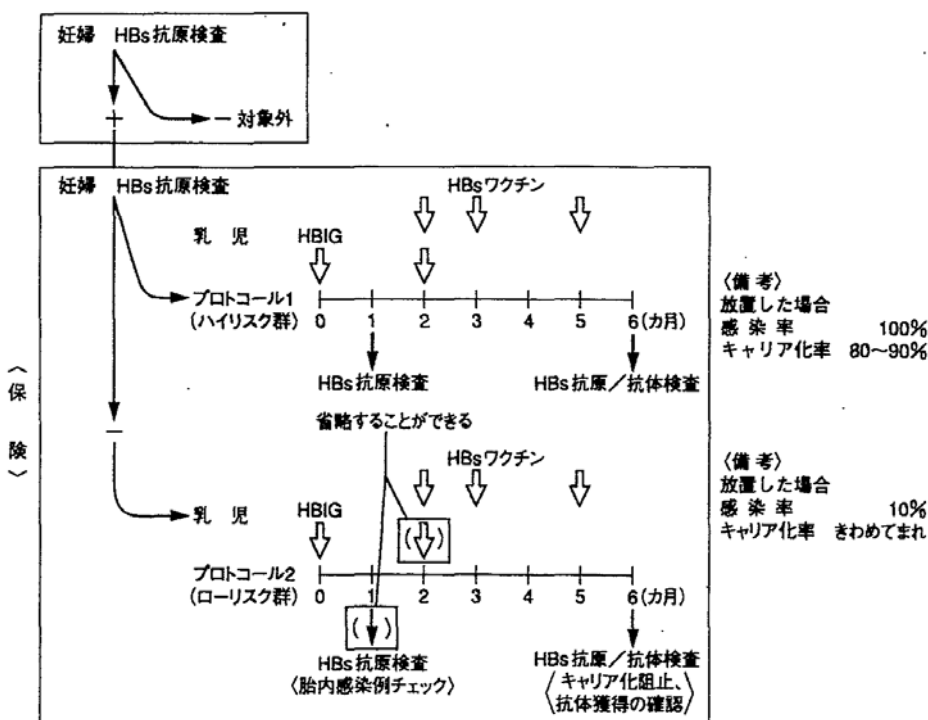 妊婦 HBs抗原検査
+
− 対象外
妊婦 HBs抗原検査
HBsワクチン
乳児 HBIG
プロトコール1
(ハイリスク群)
0 1 2 3 4 5 6(カ月)
HBs抗原検査
HBs抗原/抗体検査
〈備考〉
放置した場合
感染率 100%
キャリア化率 80~90%
〈保険〉
省略することができる
−
HBsワクチン
乳児 HBIG
( )
プロトコール2
(ローリスク群)
0 1 2 3 4 5 6(カ月)
( )
HBs抗原検査
〈胎内感染例チェック〉
HBs抗原/抗体検査
〈キャリア化阻止、
抗体獲得の確認〉
〈備考〉
放置した場合
感染率 10%
キャリア化率 きわめてまれ